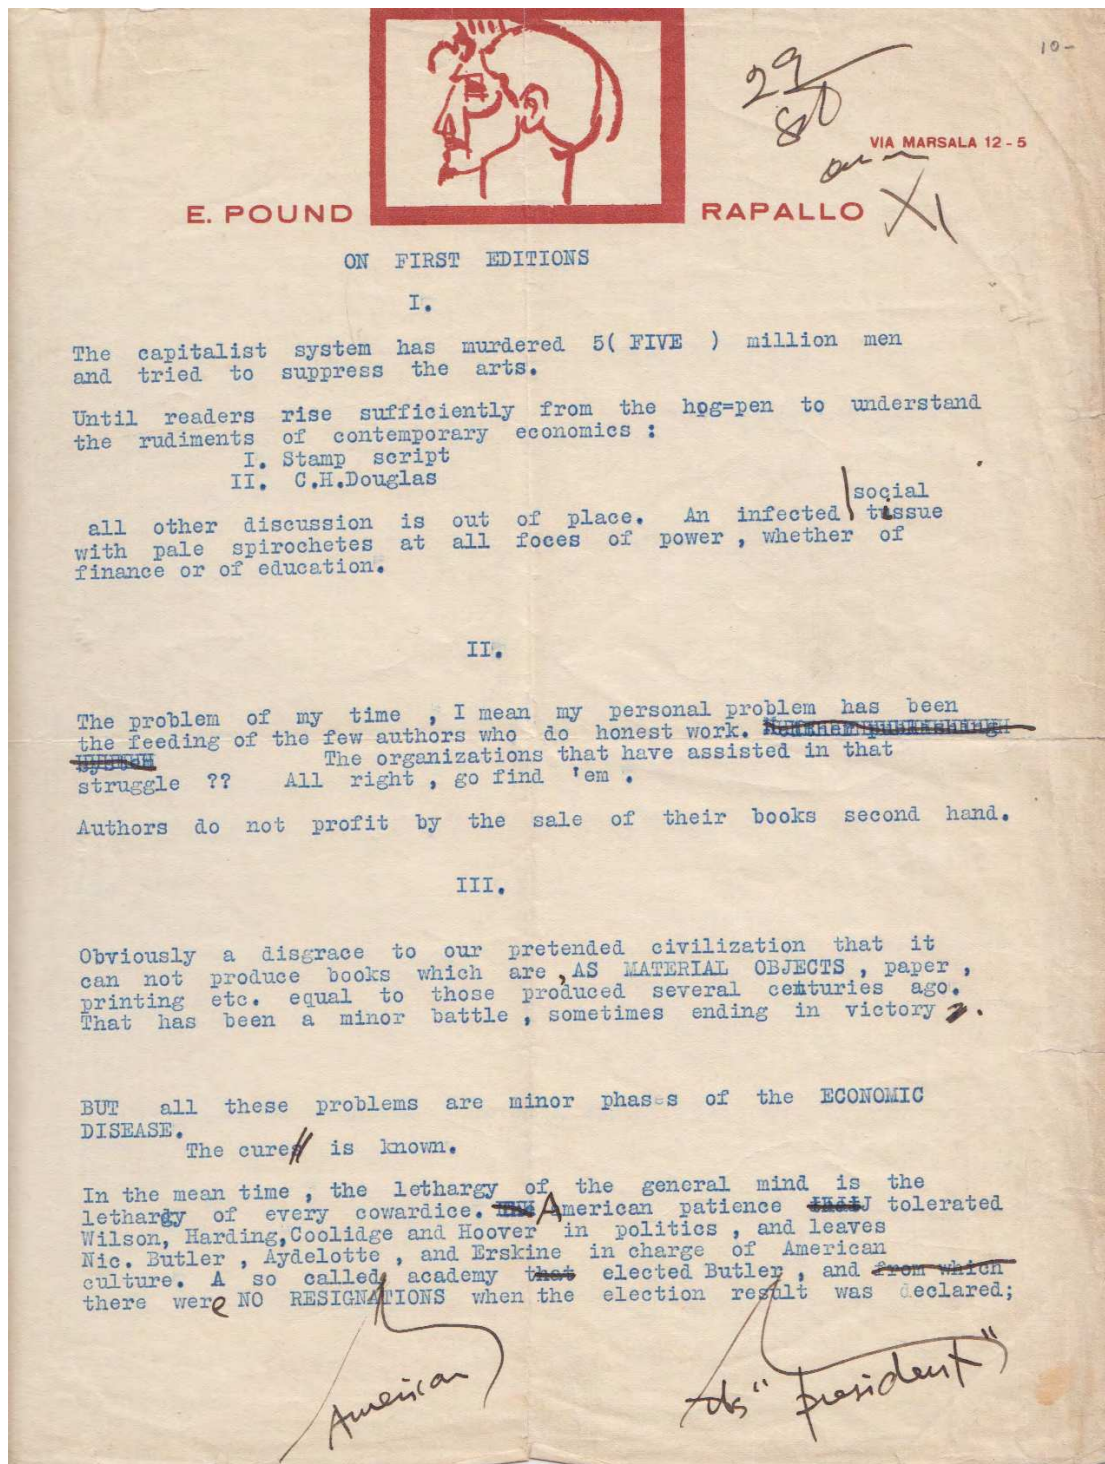 10-
29
VIA MARSALA 12 - 5
XI
E. POUND RAPALLO
ON FIRST EDITIONS
I.
The capitalist system has murdered 5( FIVE ) million men
and tried to suppress the arts.
Until readers rise sufficiently from the hog=pen to understand
the rudiments of contemporary economics :
I. Stamp script
II. C.H.Douglas
social
all other discussion is out of place. An infected tissue
with pale spirochetes at all foces of power , whether of
finance or of education.
II.
The problem of my time , I mean my personal problem has been
the feeding of the few authors who do honest work.
The organizations that have assisted in that
struggle ?? All right , go find 'em .
Authors do not profit by the sale of their books second hand.
III.
Obviously a disgrace to our pretended civilization that it
can not produce books which are ,AS MATERIAL OBJECTS , paper ,
printing etc. equal to those produced several centuries ago.
That has been a minor battle , sometimes ending in victory .
BUT all these problems are minor phases of the ECONOMIC
DISEASE.
The cure is known.
In the mean time , the lethargy of the general mind is the
lethargy of every cowardice. American patience tolerated
Wilson, Harding,Coolidge and Hoover in politics , and leaves
Nic. Butler , Aydelotte , and Erskine in charge of American
culture. A so called academy that elected Butler , and from which
there were NO RESIGNATIONS when the election result was declared;
American
its "president"